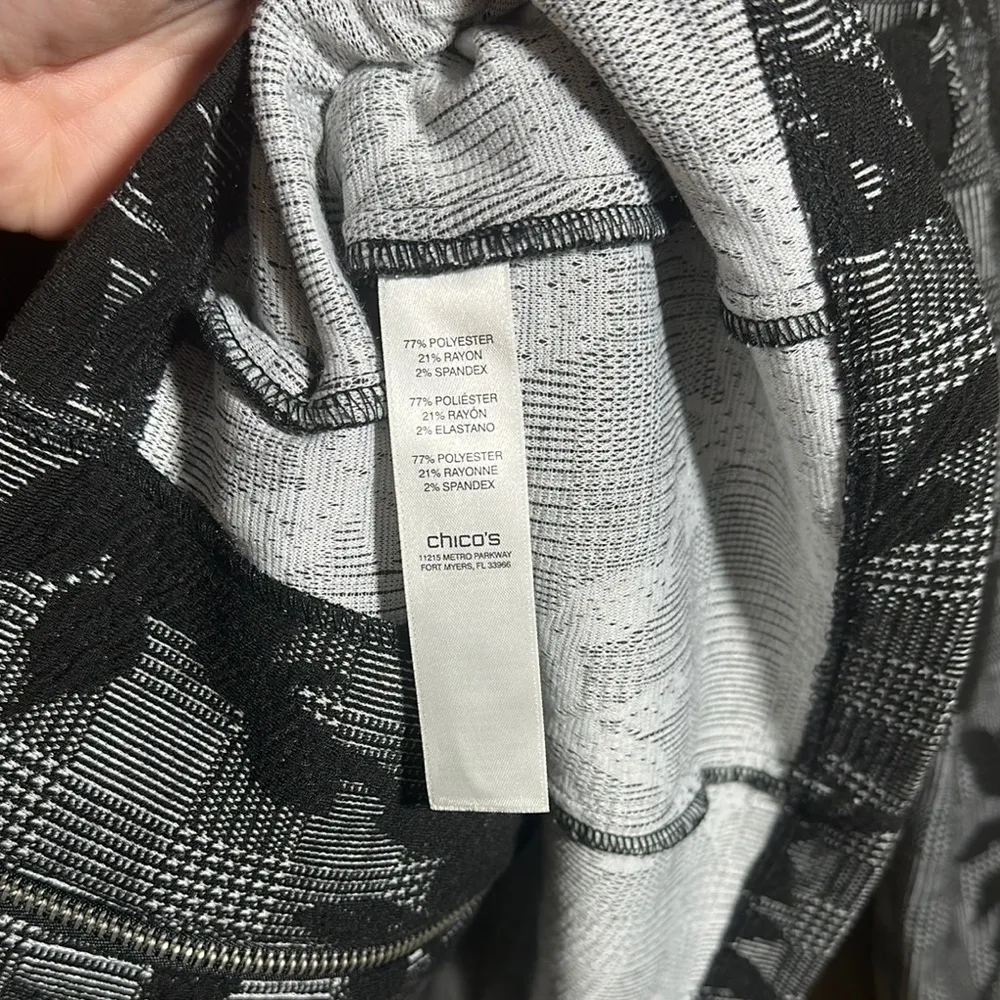 77% POLYESTER
21% RAYON
2% SPANDEX
77% POLIÉSTER
21% RAYÓN
2% ELASTANO
77% POLYESTER
21% RAYONNE
2% SPANDEX
chico's
11215 METRO PARKWAY
FORT MYERS, FL 33966